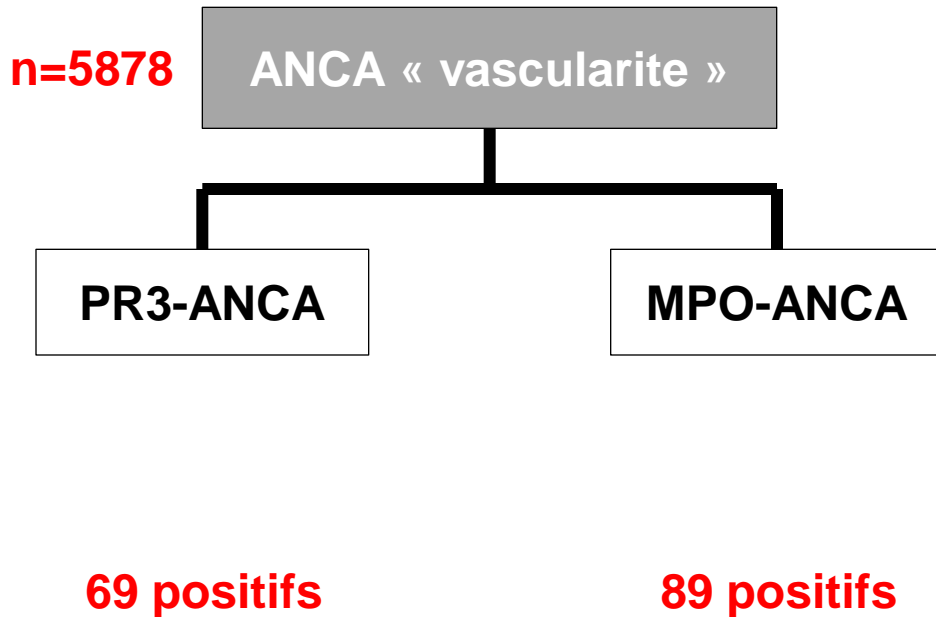 n=5878
ANCA « vascularite »
PR3-ANCA
MPO-ANCA
69 positifs
89 positifs